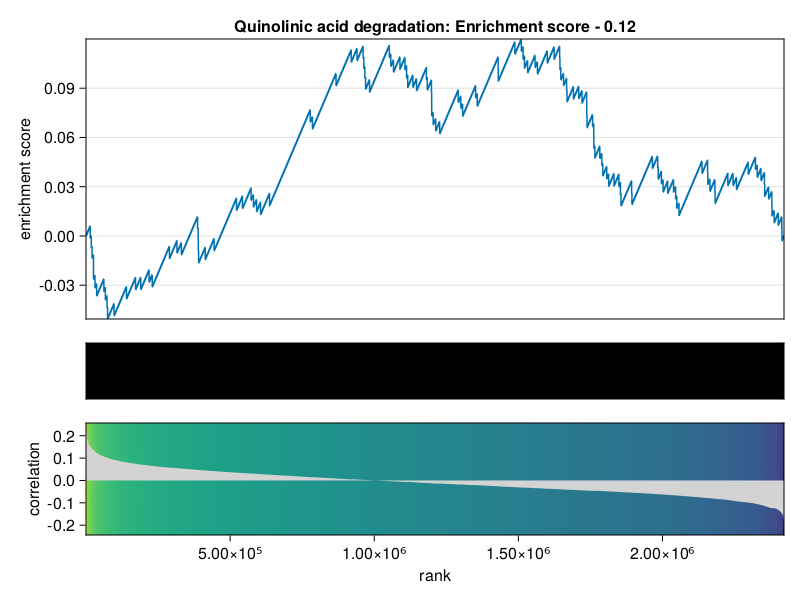 Quinolinic acid degradation: Enrichment score - 0.12
enrichment score
0.09
0.06
0.03
0.00
-0.03
correlation
0.2
0.1
0.0
-0.1
-0.2
5.00×10⁵ 1.00×10⁶ 1.50×10⁶ 2.00×10⁶
rank